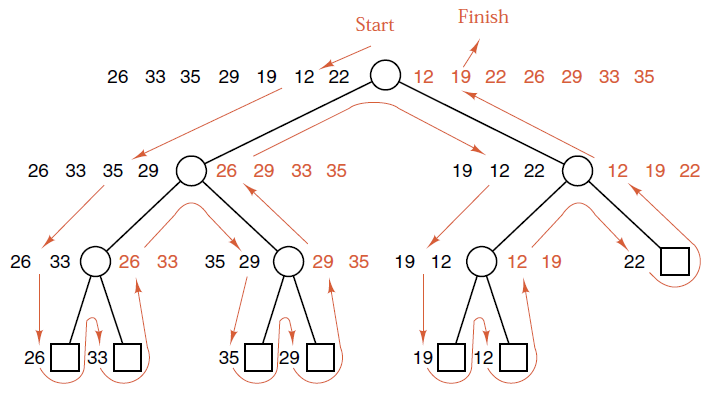 Start
Finish
26 33 35 29 19 12 22
12 19 22 26 29 33 35
26 33 35 29
26 29 33 35
19 12 22
12 19 22
26 33
26 33
35 29
29 35
19 12
12 19
22
26
33
35
29
19
12